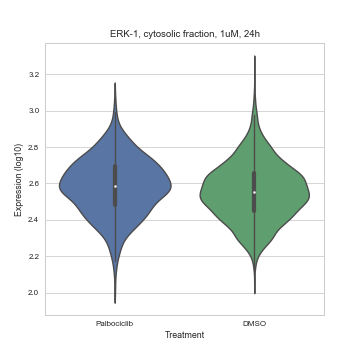 ERK-1, cytosolic fraction, 1uM, 24h
3.2
3.0
2.8
2.6
2.4
2.2
2.0
Expression (log10)
Palbociclib
DMSO
Treatment